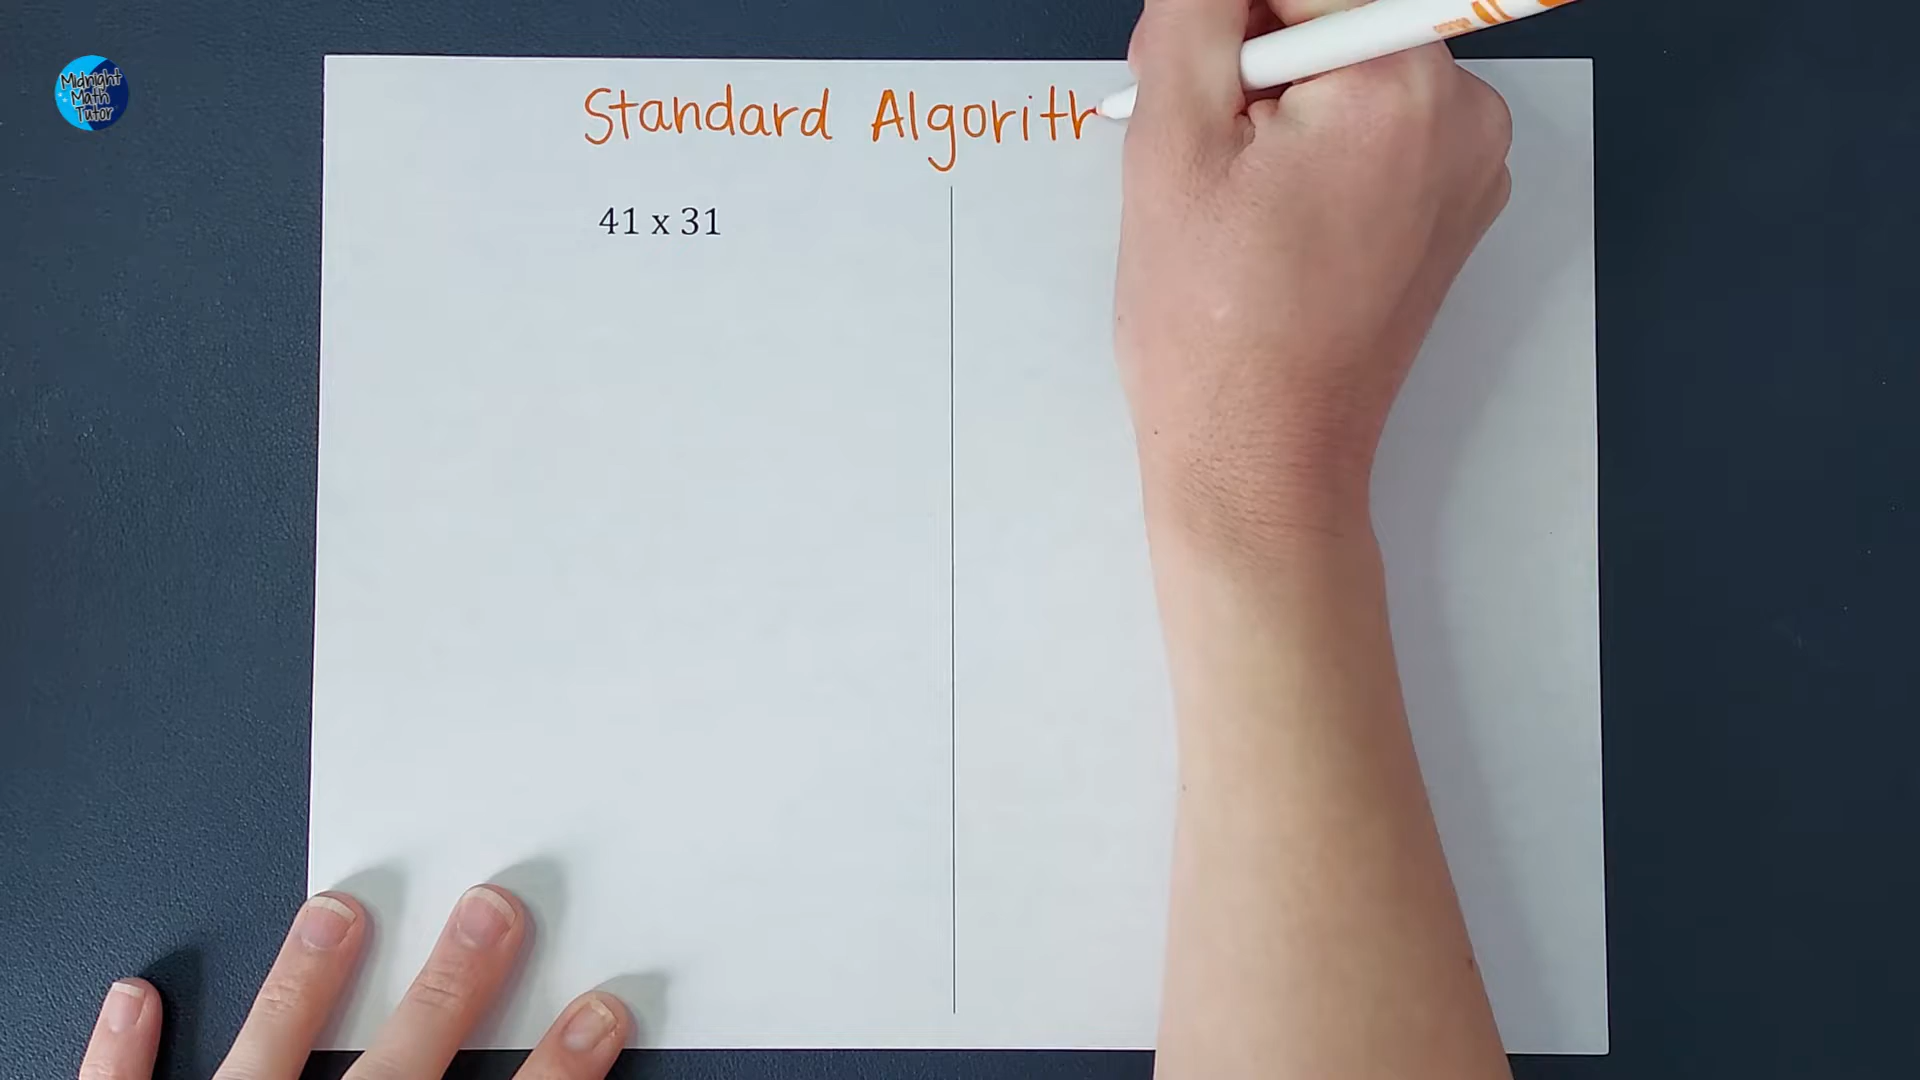 Midnight
Math
Tutor
Standard Algorith
41 x 31